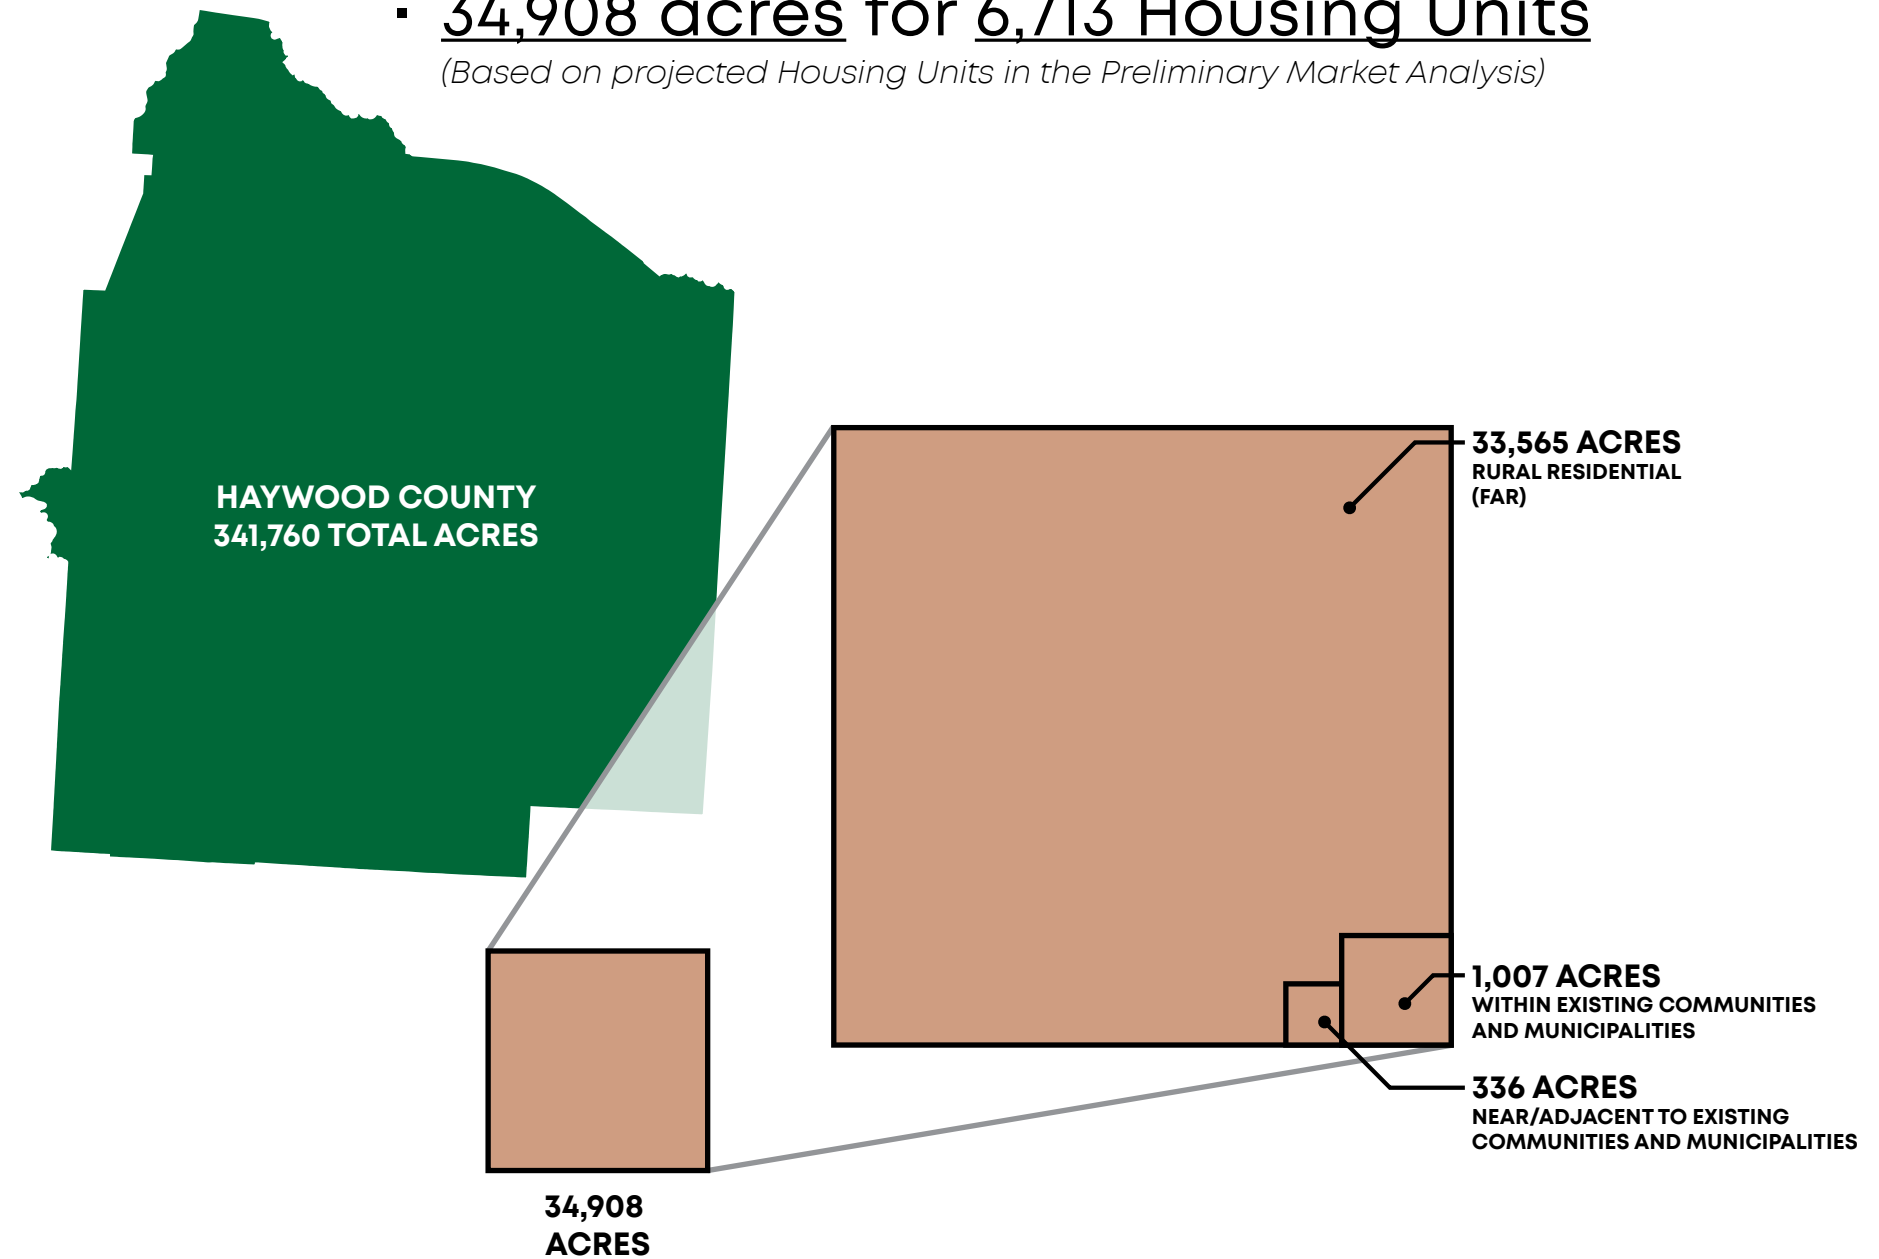 ▪ 34,908 acres for 6,713 Housing Units
(Based on projected Housing Units in the Preliminary Market Analysis)
HAYWOOD COUNTY
341,760 TOTAL ACRES
33,565 ACRES
RURAL RESIDENTIAL
(FAR)
1,007 ACRES
WITHIN EXISTING COMMUNITIES
AND MUNICIPALITIES
336 ACRES
NEAR/ADJACENT TO EXISTING
COMMUNITIES AND MUNICIPALITIES
34,908
ACRES